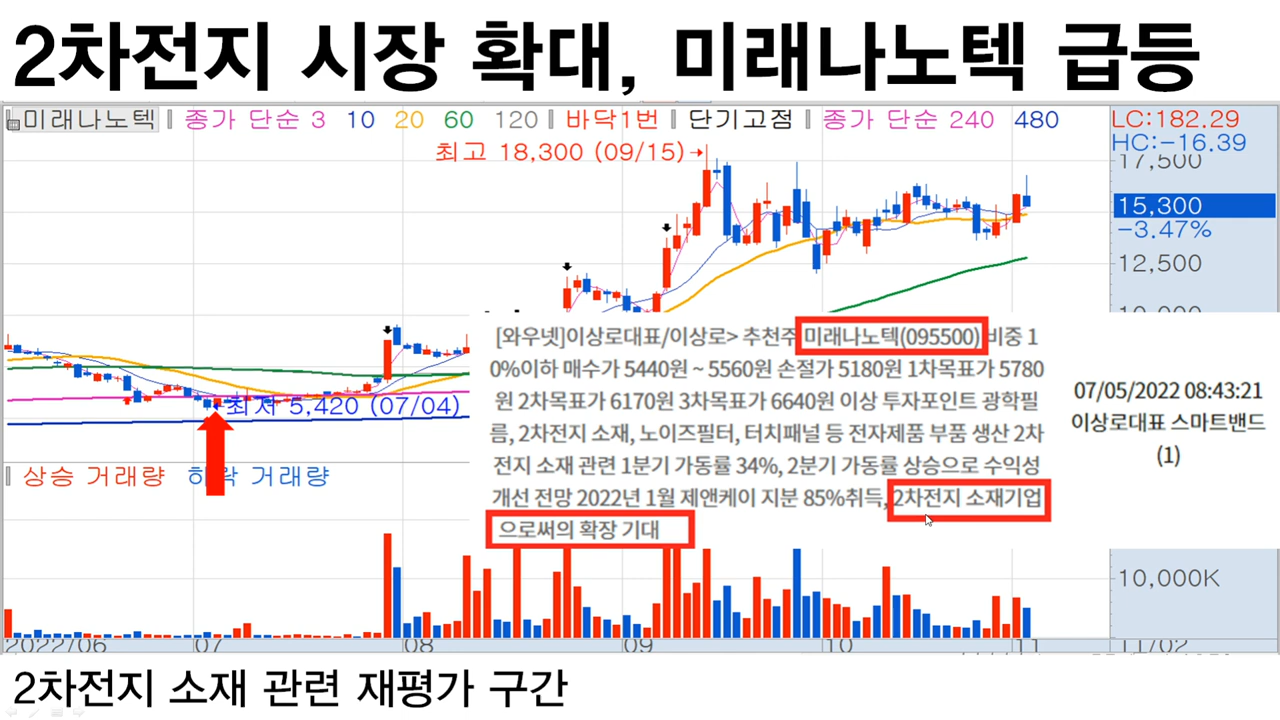 2차전지 시장 확대, 미래나노텍 급등
미래나노텍 종가 단순 3 10 20 60 120 바닥1번 단기고점 종가 단순 240 480
LC:182.29
HC:-16.39
최고 18,300 (09/15)
17,500
15,300
-3.47%
12,500
[와우넷]이상로대표/이상로> 추천주 미래나노텍(095500) 비중 1
0%이하 매수가 5440원 ~ 5560원 손절가 5180원 1차목표가 5780
원 2차목표가 6170원 3차목표가 6640원 이상 투자포인트 광학필
름, 2차전지 소재, 노이즈필터, 터치패널 등 전자제품 부품 생산 2차
전지 소재 관련 1분기 가동률 34%, 2분기 가동률 상승으로 수익성
개선 전망 2022년 1월 제앤케이 지분 85%취득, 2차전지 소재기업
으로써의 확장 기대
07/05/2022 08:43:21
이상로대표 스마트밴드
(1)
최저 5,420 (07/04)
상승 거래량 하락 거래량
10,000K
2022/06 07 08 09 10 11 11/02
2차전지 소재 관련 재평가 구간